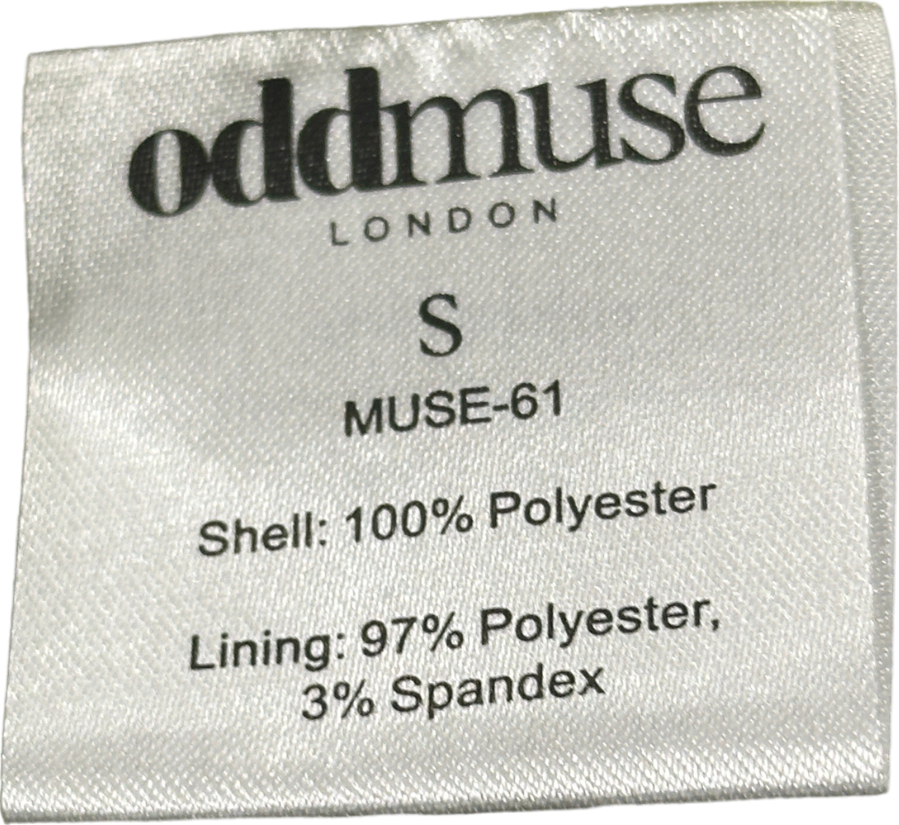 oddmuse
LONDON
S
MUSE-61
Shell: 100% Polyester
Lining: 97% Polyester,
3% Spandex